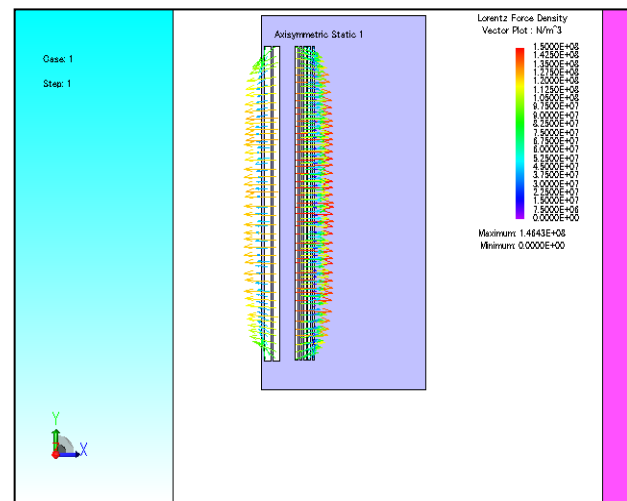 Axisymmetric Static 1
Case: 1
Step: 1
Lorentz Force Density
Vector Plot : N/m^3
1.5000E+08
1.4250E+08
1.3500E+08
1.2750E+08
1.2000E+08
1.1250E+08
1.0500E+08
9.7500E+07
9.0000E+07
8.2500E+07
7.5000E+07
6.7500E+07
6.0000E+07
5.2500E+07
4.5000E+07
3.7500E+07
3.0000E+07
2.2500E+07
1.5000E+07
7.5000E+06
0.0000E+00
Maximum: 1.4643E+08
Minimum: 0.0000E+00
Y
X